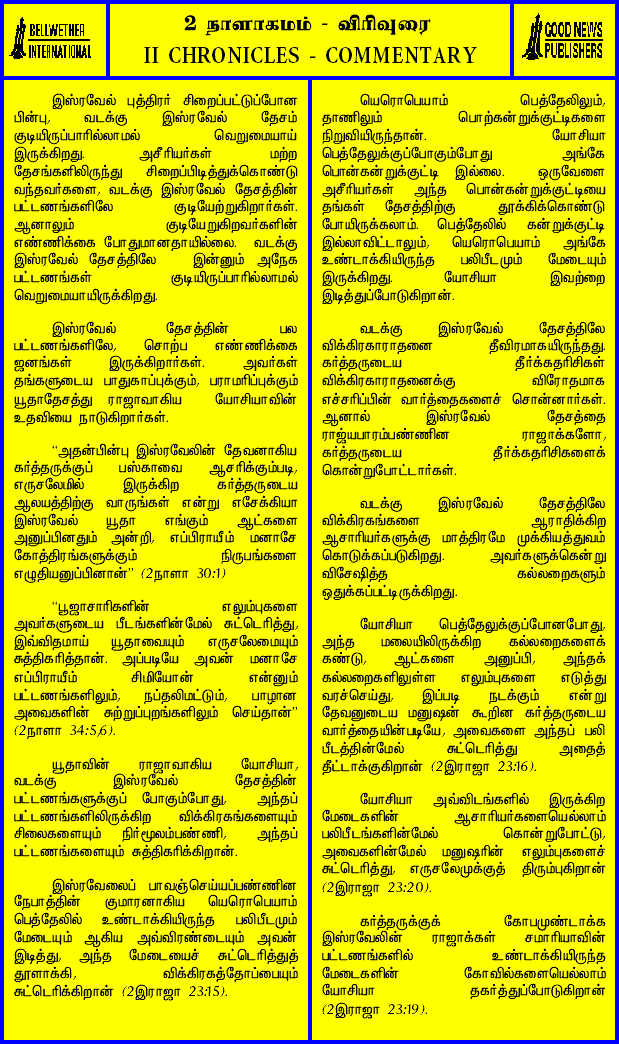 BELLWETHER
INTERNATIONAL
2 நாளாகமம் - விரிவுரை
II CHRONICLES - COMMENTARY
GOOD NEWS
PUBLISHERS
இஸ்ரவேல் புத்திரர் சிறைப்பட்டுப்போன
பின்பு, வடக்கு இஸ்ரவேல் தேசம்
குடியிருப்பாரில்லாமல் வெறுமையாய்
இருக்கிறது. அசீரியர்கள் மற்ற
தேசங்களிலிருந்து சிறைப்பிடித்துக்கொண்டு
வந்தவர்களை, வடக்கு இஸ்ரவேல் தேசத்தின்
பட்டணங்களிலே குடியேற்றுகிறார்கள்.
ஆனாலும் குடியேறுகிறவர்களின்
எண்ணிக்கை போதுமானதாயில்லை. வடக்கு
இஸ்ரவேல் தேசத்திலே இன்னும் அநேக
பட்டணங்கள் குடியிருப்பாரில்லாமல்
வெறுமையாயிருக்கிறது.
இஸ்ரவேல் தேசத்தின் பல
பட்டணங்களிலே, சொற்ப எண்ணிக்கை
ஜனங்கள் இருக்கிறார்கள். அவர்கள்
தங்களுடைய பாதுகாப்புக்கும், பராமரிப்புக்கும்
யூதாதேசத்து ராஜாவாகிய யோசியாவின்
உதவியை நாடுகிறார்கள்.
“அதன்பின்பு இஸ்ரவேலின் தேவனாகிய
கர்த்தருக்குப் பஸ்காவை ஆசரிக்கும்படி,
எருசலேமில் இருக்கிற கர்த்தருடைய
ஆலயத்திற்கு வாருங்கள் என்று எசேக்கியா
இஸ்ரவேல் யூதா எங்கும் ஆட்களை
அனுப்பினதும் அன்றி, எப்பிராயீம் மனாசே
கோத்திரங்களுக்கும் நிருபங்களை
எழுதியனுப்பினான்” (2நாளா 30:1)
“பூஜாசாரிகளின் எலும்புகளை
அவர்களுடைய பீடங்களின்மேல் சுட்டெரித்து,
இவ்விதமாய் யூதாவையும் எருசலேமையும்
சுத்திகரித்தான். அப்படியே அவன் மனாசே
எப்பிராயீம் சிமியோன் என்னும்
பட்டணங்களிலும், நப்தலிமட்டும், பாழான
அவைகளின் சுற்றுப்புறங்களிலும் செய்தான்”
(2நாளா 34:5,6).
யூதாவின் ராஜாவாகிய யோசியா,
வடக்கு இஸ்ரவேல் தேசத்தின்
பட்டணங்களுக்குப் போகும்போது, அந்தப்
பட்டணங்களிலிருக்கிற விக்கிரகங்களையும்
சிலைகளையும் நிர்மூலம்பண்ணி, அந்தப்
பட்டணங்களையும் சுத்திகரிக்கிறான்.
இஸ்ரவேலைப் பாவஞ்செய்யப்பண்ணின
நேபாத்தின் குமாரனாகிய யெரொபெயாம்
பெத்தேலில் உண்டாக்கியிருந்த பலிபீடமும்
மேடையும் ஆகிய அவ்விரண்டையும் அவன்
இடித்து, அந்த மேடையைச் சுட்டெரித்துத்
தூளாக்கி, விக்கிரகத்தோப்பையும்
சுட்டெரிக்கிறான் (2இராஜா 23:15).
யெரொபெயாம் பெத்தேலிலும்,
தாணிலும் பொற்கன்றுக்குட்டிகளை
நிறுவியிருந்தான். யோசியா
பெத்தேலுக்குப்போகும்போது அங்கே
பொன்கன்றுக்குட்டி இல்லை. ஒருவேளை
அசீரியர்கள் அந்த பொன்கன்றுக்குட்டியை
தங்கள் தேசத்திற்கு தூக்கிக்கொண்டு
போயிருக்கலாம். பெத்தேலில் கன்றுக்குட்டி
இல்லாவிட்டாலும், யெரொபெயாம் அங்கே
உண்டாக்கியிருந்த பலிபீடமும் மேடையும்
இருக்கிறது. யோசியா இவற்றை
இடித்துப்போடுகிறான்.
வடக்கு இஸ்ரவேல் தேசத்திலே
விக்கிரகாராதனை தீவிரமாகயிருந்தது.
கர்த்தருடைய தீர்க்கதரிசிகள்
விக்கிரகாராதனைக்கு விரோதமாக
எச்சரிப்பின் வார்த்தைகளைச் சொன்னார்கள்.
ஆனால் இஸ்ரவேல் தேசத்தை
ராஜ்யபாரம்பண்ணின ராஜாக்களோ,
கர்த்தருடைய தீர்க்கதரிசிகளைக்
கொன்றுபோட்டார்கள்.
வடக்கு இஸ்ரவேல் தேசத்திலே
விக்கிரகங்களை ஆராதிக்கிற
ஆசாரியர்களுக்கு மாத்திரமே முக்கியத்துவம்
கொடுக்கப்படுகிறது. அவர்களுக்கென்று
விசேஷித்த கல்லறைகளும்
ஒதுக்கப்பட்டிருக்கிறது.
யோசியா பெத்தேலுக்குப்போனபோது,
அந்த மலையிலிருக்கிற கல்லறைகளைக்
கண்டு, ஆட்களை அனுப்பி, அந்தக்
கல்லறைகளிலுள்ள எலும்புகளை எடுத்து
வரச்செய்து, இப்படி நடக்கும் என்று
தேவனுடைய மனுஷன் கூறின கர்த்தருடைய
வார்த்தையின்படியே, அவைகளை அந்தப் பலி
பீடத்தின்மேல் சுட்டெரித்து அதைத்
தீட்டாக்குகிறான் (2இராஜா 23:16).
யோசியா அவ்விடங்களில் இருக்கிற
மேடைகளின் ஆசாரியர்களையெல்லாம்
பலிபீடங்களின்மேல் கொன்றுபோட்டு,
அவைகளின்மேல் மனுஷரின் எலும்புகளைச்
சுட்டெரித்து, எருசலேமுக்குத் திரும்புகிறான்
(2இராஜா 23:20).
கர்த்தருக்குக் கோபமுண்டாக்க
இஸ்ரவேலின் ராஜாக்கள் சமாரியாவின்
பட்டணங்களில் உண்டாக்கியிருந்த
மேடைகளின் கோவில்களையெல்லாம்
யோசியா தகர்த்துப்போடுகிறான்
(2இராஜா 23:19).